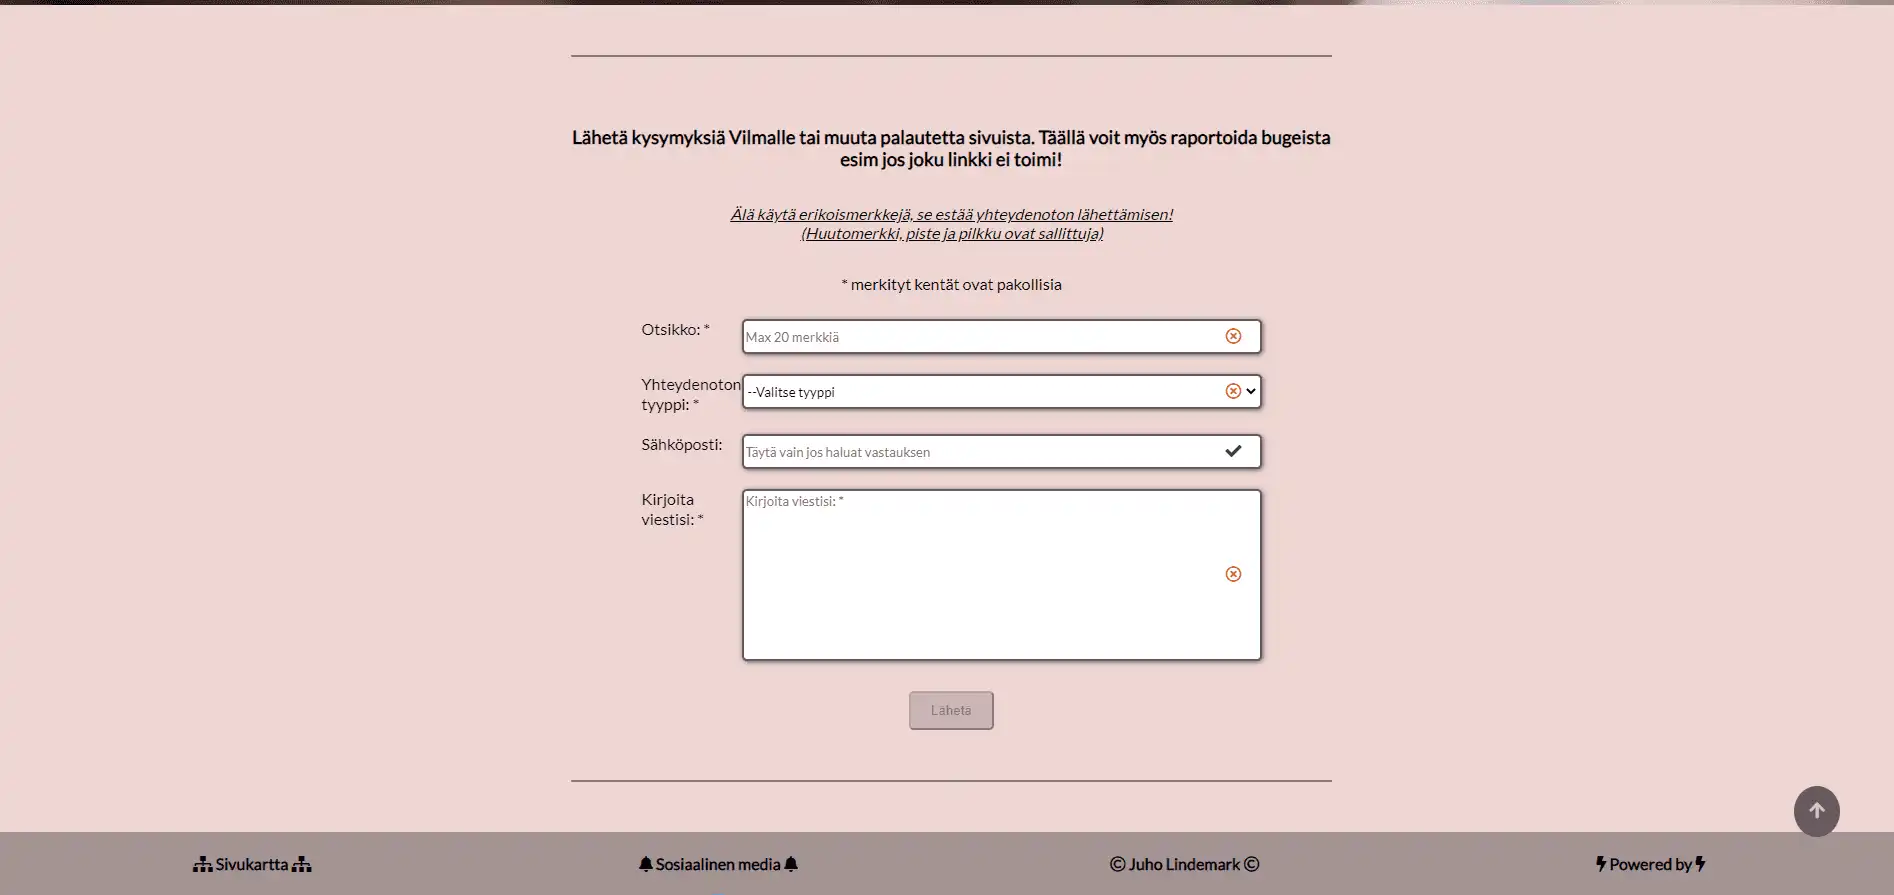 Lähetä kysymyksiä Vilmalle tai muuta palautetta sivuista. Täällä voit myös raportoida bugeista
esim jos joku linkki ei toimi!
Älä käytä erikoismerkkejä, se estää yhteydenoton lähettämisen!
(Huutomerkki, piste ja pilkku ovat sallittuja)
* merkityt kentät ovat pakollisia
Otsikko: *
Max 20 merkkiä
Yhteydenoton
tyyppi: *
--Valitse tyyppi
Sähköposti:
Täytä vain jos haluat vastauksen
Kirjoita
viestisi: *
Kirjoita viestisi: *
Lähetä
Sivukartta
Sosiaalinen media
© Juho Lindemark ©
Powered by